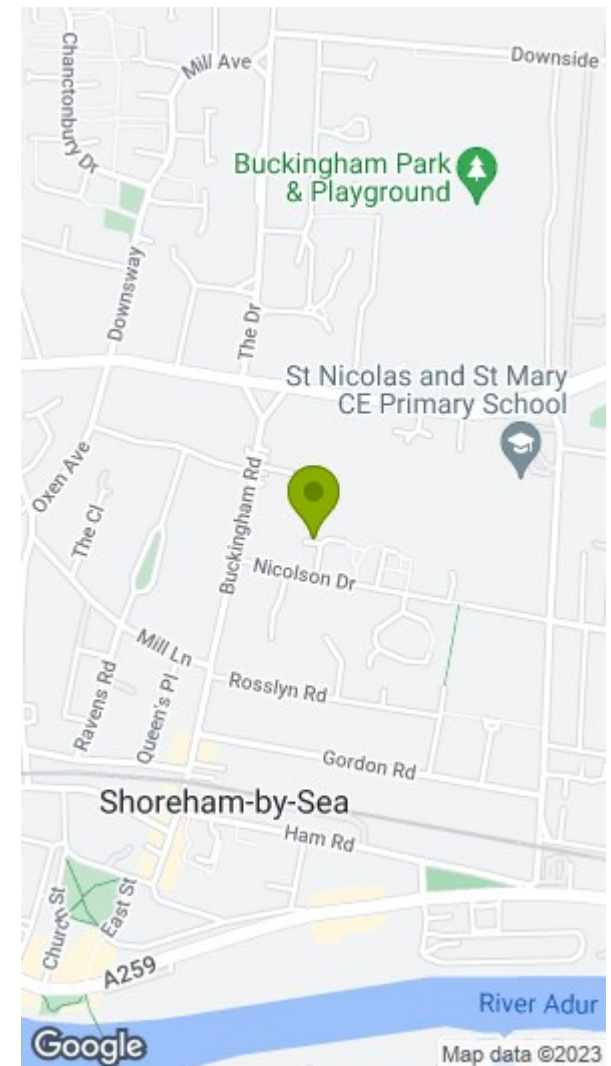 Downside
Mill Ave
Chanctonbury Dr
Buckingham Park
& Playground
Downsway
The Dr
St Nicolas and St Mary
CE Primary School
Oxen Ave
The Cl
Buckingham Rd
Nicolson Dr
Mill Ln
Ravens Rd
Queen's Pl
Rosslyn Rd
Gordon Rd
Shoreham-by-Sea
Ham Rd
Church St
East St
A259
River Adur
Google
Map data ©2023